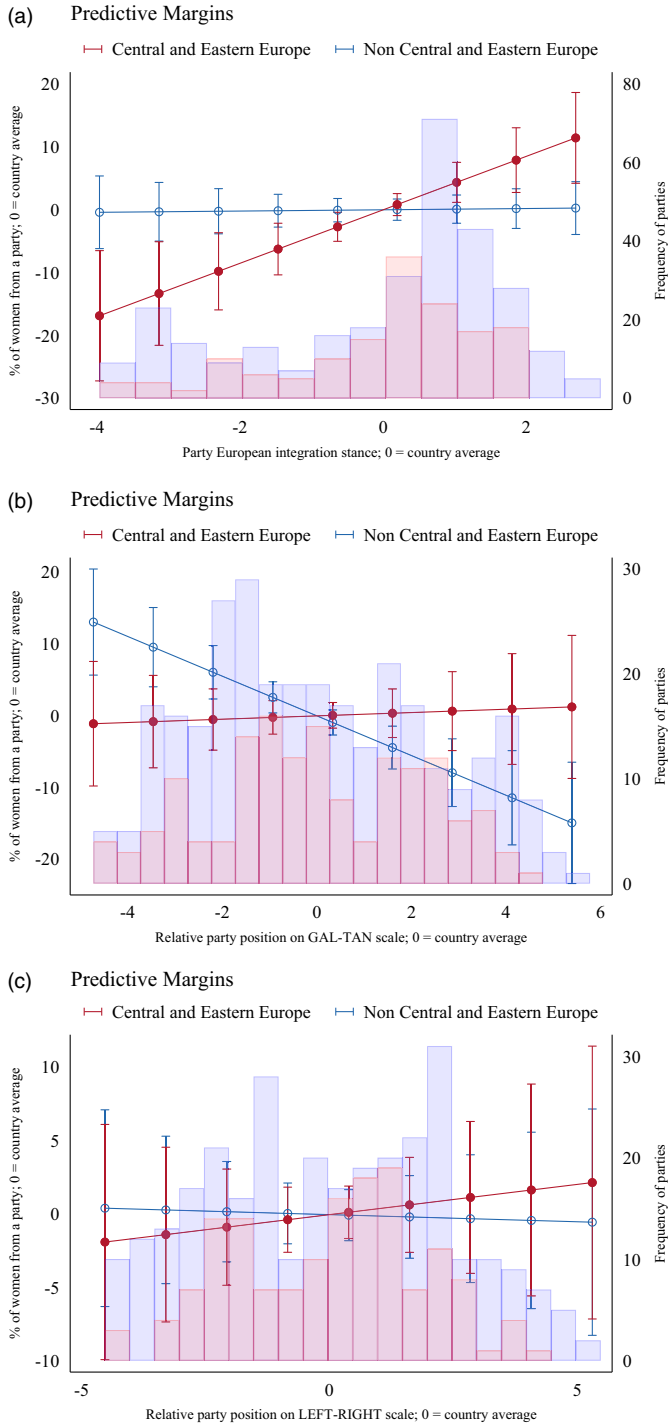 (a) Predictive Margins
Central and Eastern Europe Non Central and Eastern Europe
20
10
0
-10
-20
-30
% of women from a party; 0 = country average
80
60
40
20
0
Frequency of parties
-4 -2 0 2
Party European integration stance; 0 = country average
(b) Predictive Margins
Central and Eastern Europe Non Central and Eastern Europe
20
10
0
-10
-20
% of women from a party; 0 = country average
30
20
10
0
Frequency of parties
-4 -2 0 2 4 6
Relative party position on GAL-TAN scale; 0 = country average
(c) Predictive Margins
Central and Eastern Europe Non Central and Eastern Europe
10
5
0
-5
-10
% of women from a party; 0 = country average
30
20
10
0
Frequency of parties
-5 0 5
Relative party position on LEFT-RIGHT scale; 0 = country average